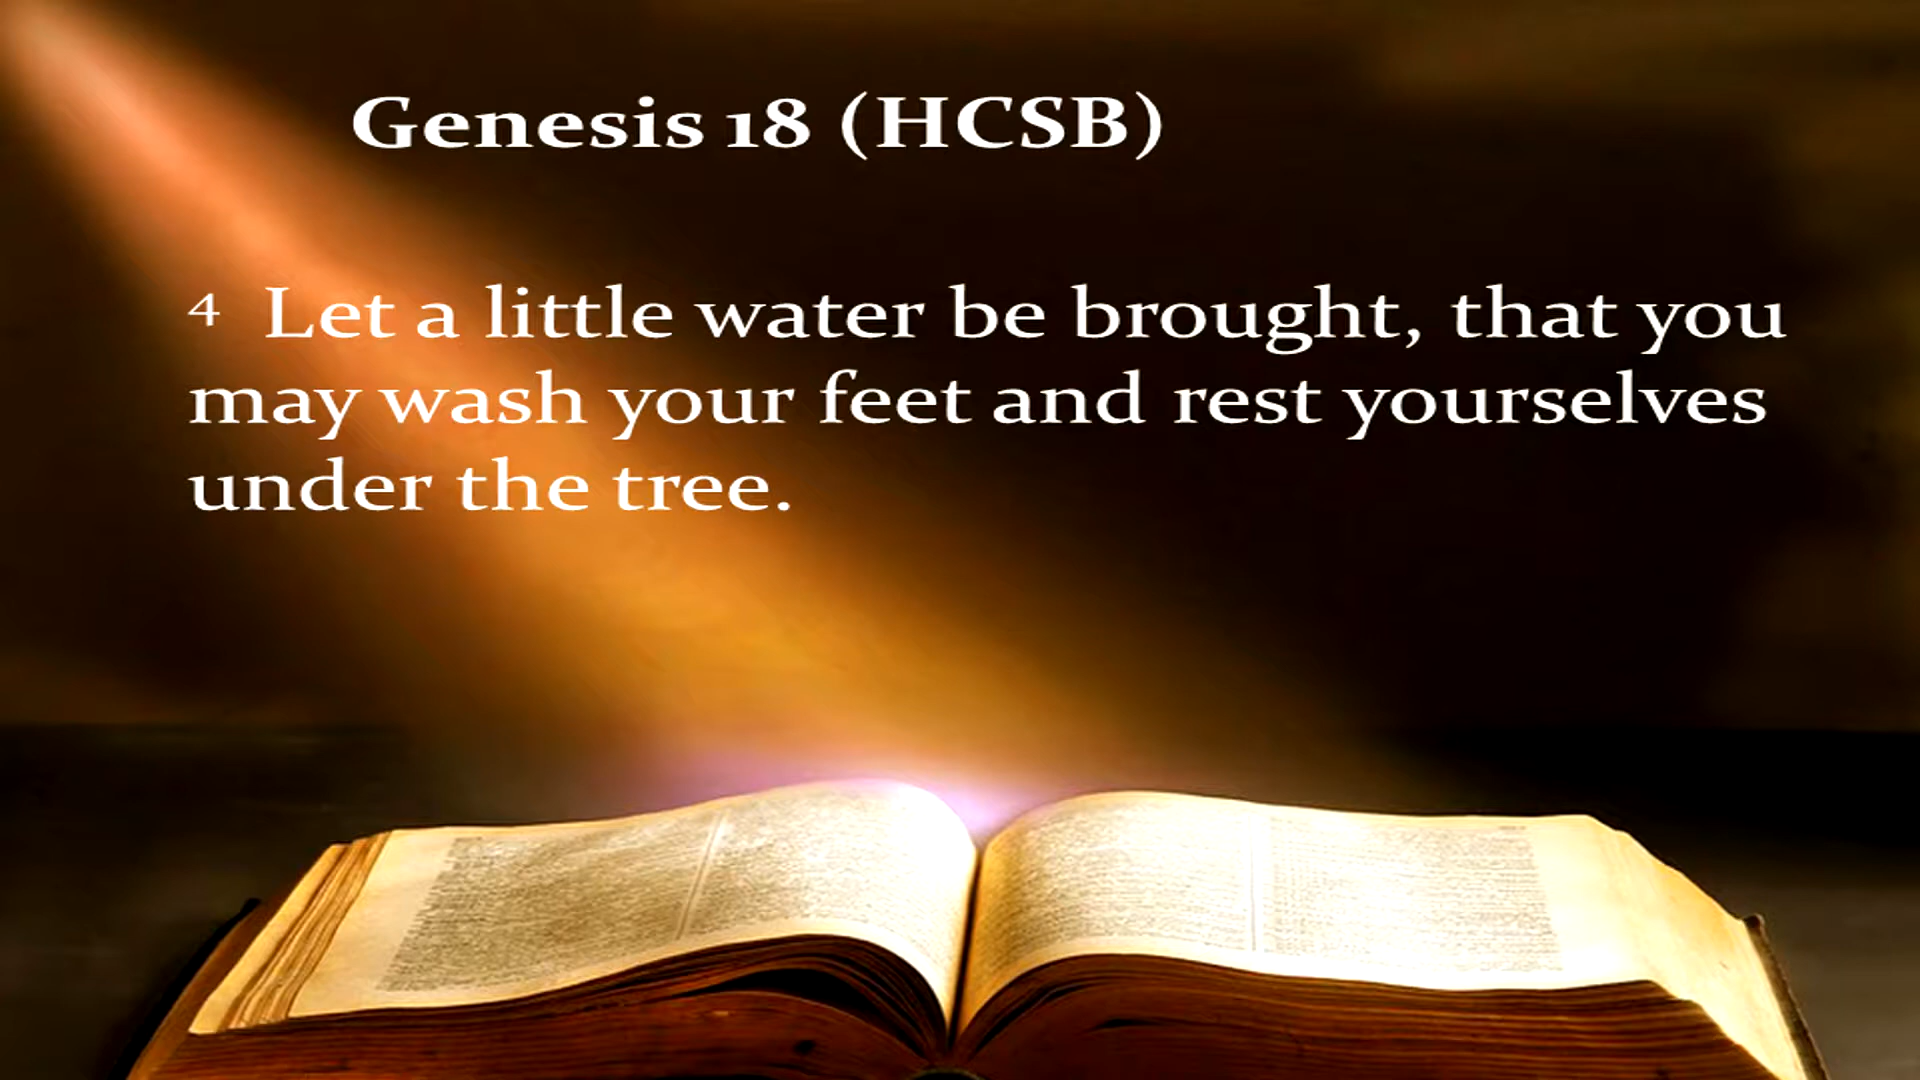 Genesis 18 (HCSB)
4 Let a little water be brought, that you
may wash your feet and rest yourselves
under the tree.